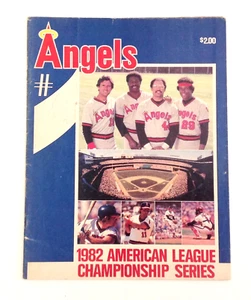 Angels
$2.00
#
1982 AMERICAN LEAGUE
CHAMPIONSHIP SERIES